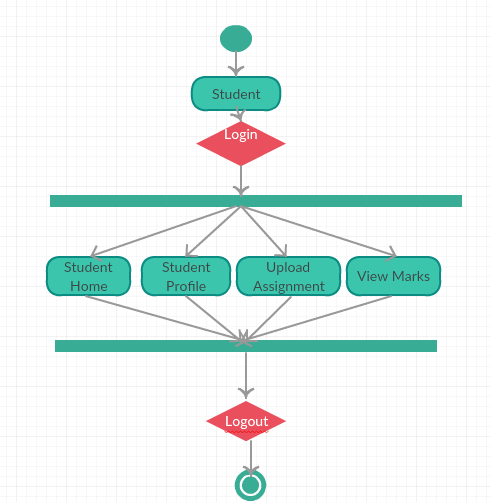 Student
Login
Student
Home
Student
Profile
Upload
Assignment
View Marks
Logout